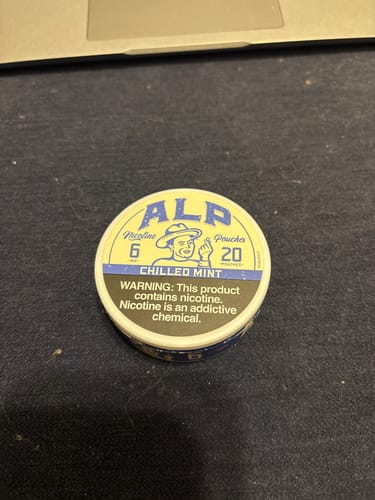 ALP
Nicotine Pouches
6 20
MG POUCHES
CHILLED MINT
WARNING: This product
contains nicotine.
Nicotine is an addictive
chemical.
6